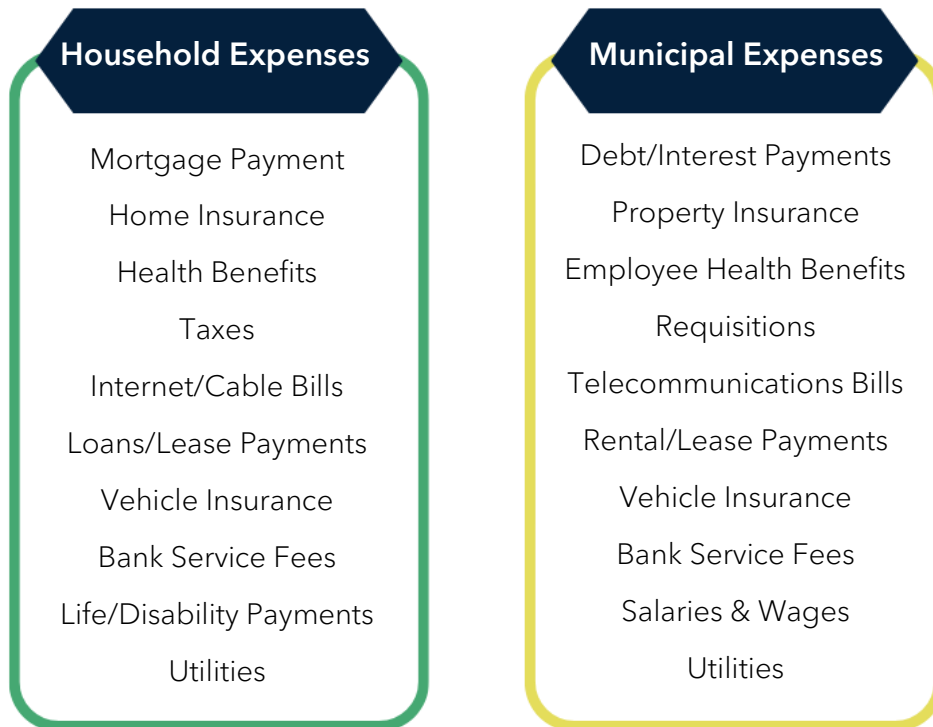 Household Expenses
Mortgage Payment
Home Insurance
Health Benefits
Taxes
Internet/Cable Bills
Loans/Lease Payments
Vehicle Insurance
Bank Service Fees
Life/Disability Payments
Utilities
Municipal Expenses
Debt/Interest Payments
Property Insurance
Employee Health Benefits
Requisitions
Telecommunications Bills
Rental/Lease Payments
Vehicle Insurance
Bank Service Fees
Salaries & Wages
Utilities